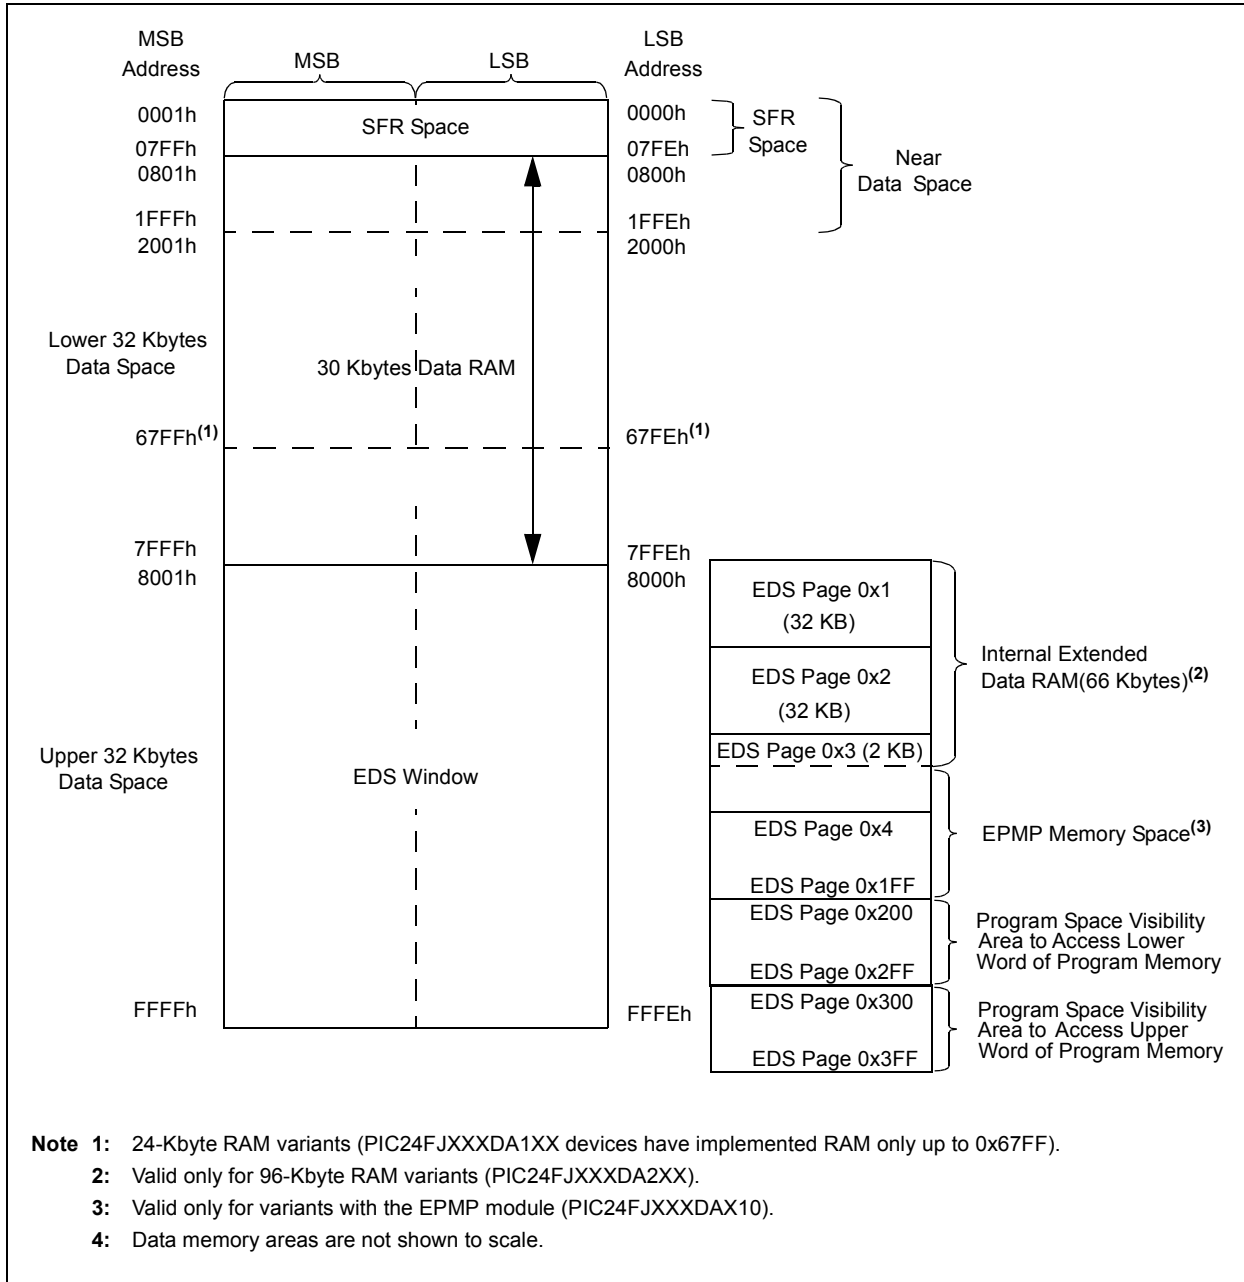 MSB
Address
MSB
LSB
LSB
Address
0001h
SFR Space
0000h
SFR
Space
07FFh
07FEh
0801h
0800h
Near
Data Space
1FFFh
1FFEh
2001h
2000h
Lower 32 Kbytes
Data Space
30 Kbytes Data RAM
67FFh(1)
67FEh(1)
7FFFh
7FFEh
8001h
8000h
EDS Page 0x1
(32 KB)
EDS Page 0x2
(32 KB)
EDS Page 0x3 (2 KB)
Internal Extended
Data RAM(66 Kbytes)(2)
Upper 32 Kbytes
Data Space
EDS Window
EDS Page 0x4
EDS Page 0x1FF
EPMP Memory Space(3)
EDS Page 0x200
EDS Page 0x2FF
Program Space Visibility
Area to Access Lower
Word of Program Memory
FFFFh
FFFEh
EDS Page 0x300
EDS Page 0x3FF
Program Space Visibility
Area to Access Upper
Word of Program Memory
Note 1: 24-Kbyte RAM variants (PIC24FJXXXDA1XX devices have implemented RAM only up to 0x67FF).
2: Valid only for 96-Kbyte RAM variants (PIC24FJXXXDA2XX).
3: Valid only for variants with the EPMP module (PIC24FJXXXDAX10).
4: Data memory areas are not shown to scale.